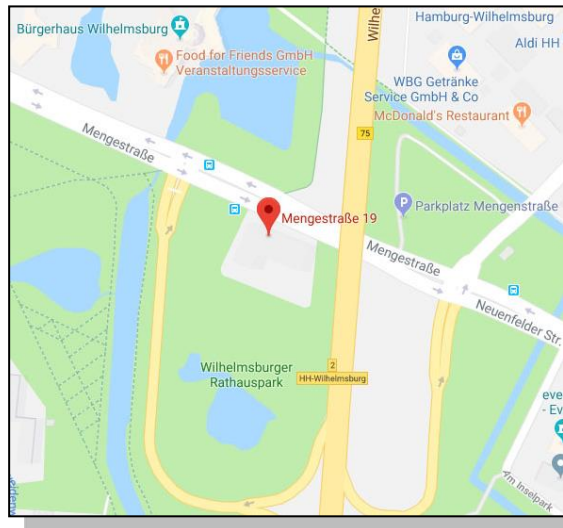 Bürgerhaus Wilhelmsburg
Food for Friends GmbH
Veranstaltungsservice
Hamburg-Wilhelmsburg
Aldi HH
WBG Getränke
Service GmbH & Co
McDonald's Restaurant
75
Mengestraße
Mengestraße 19
P
Parkplatz Mengenstraße
Mengestraße
Neuenfelder Str.
Wilhelmsburger
Rathauspark
2
HH-Wilhelmsburg
Am Inselpark